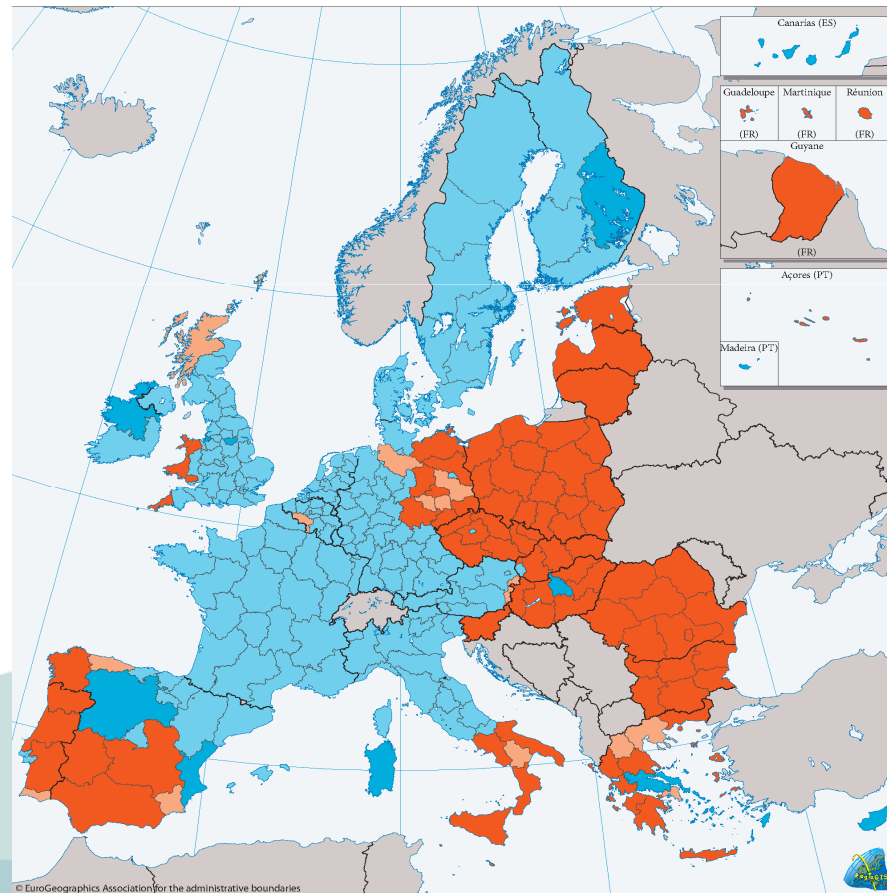 Canarias (ES)
Guadeloupe
Martinique
Réunion
(FR)
(FR)
(FR)
Guyane
(FR)
Açores (PT)
Madeira (PT)
© EuroGeographics Association for the administrative boundaries